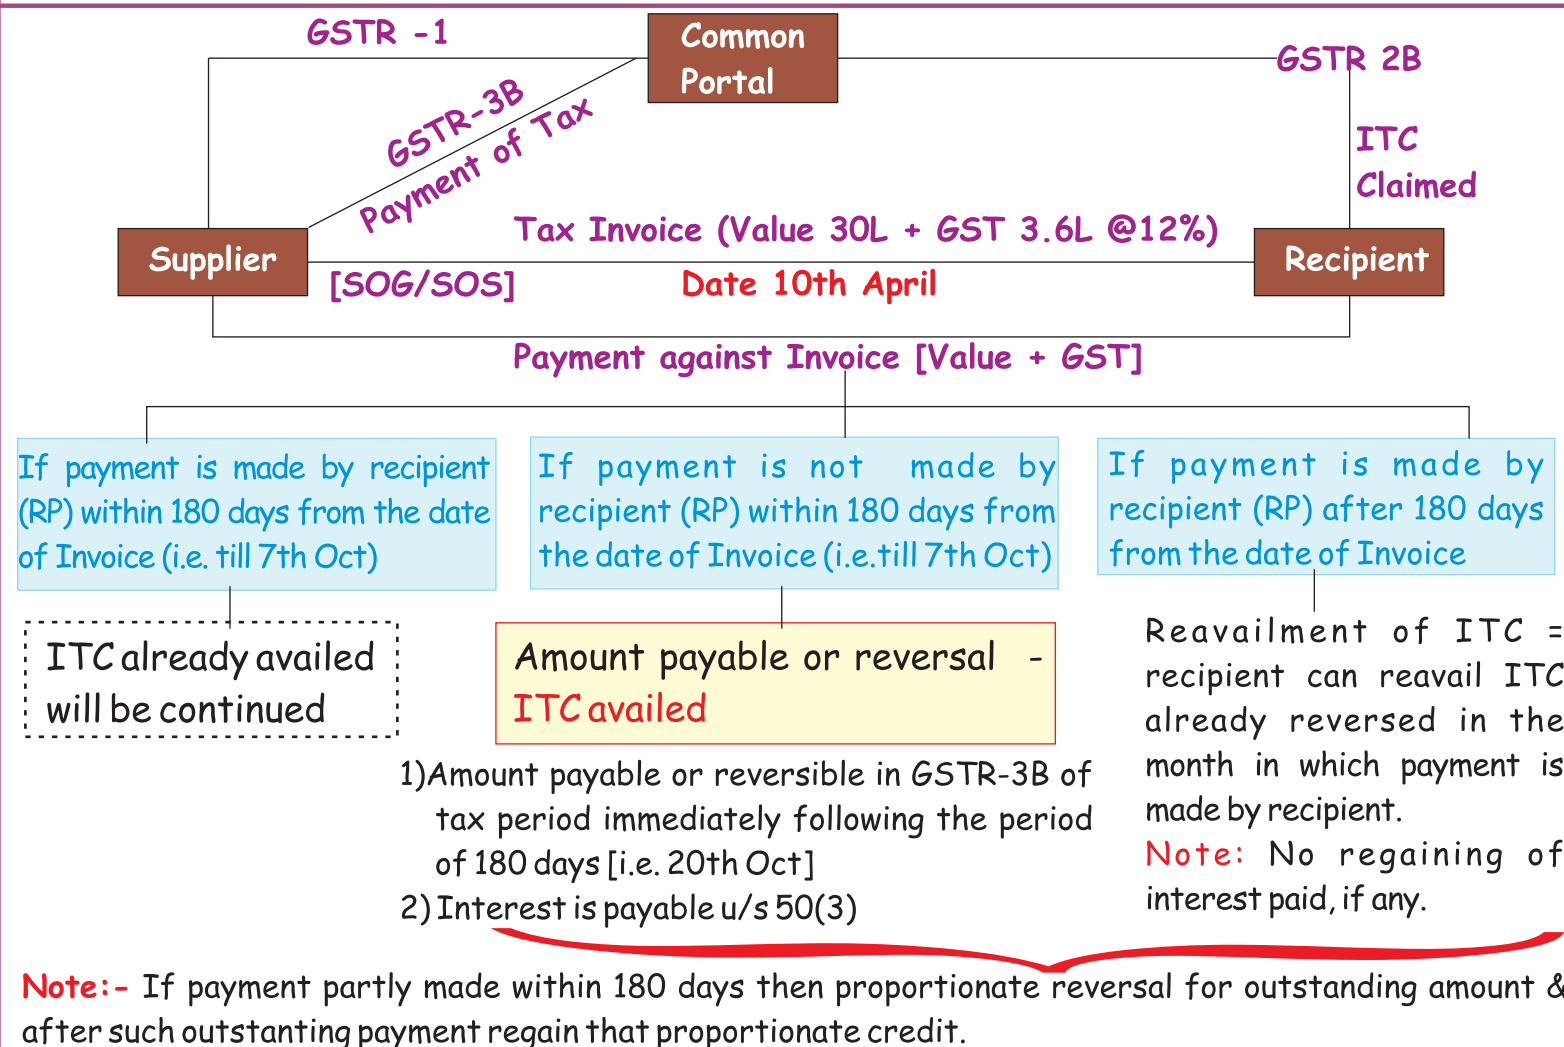 GSTR -1
Common
Portal
GSTR 2B
GSTR-3B
Payment of Tax
ITC
Claimed
Tax Invoice (Value 30L + GST 3.6L @12%)
Supplier
Recipient
[SOG/SOS]
Date 10th April
Payment against Invoice [Value + GST]
If payment is made by recipient
(RP) within 180 days from the date
of Invoice (i.e. till 7th Oct)
If payment is not made by
recipient (RP) within 180 days from
the date of Invoice (i.e.till 7th Oct)
If payment is made by
recipient (RP) after 180 days
from the date of Invoice
ITC already availed
will be continued
Amount payable or reversal -
ITC availed
1)Amount payable or reversible in GSTR-3B of
tax period immediately following the period
of 180 days [i.e. 20th Oct]
2) Interest is payable u/s 50(3)
Reavailment of ITC =
recipient can reavail ITC
already reversed in the
month in which payment is
made by recipient.
Note: No regaining of
interest paid, if any.
Note:- If payment partly made within 180 days then proportionate reversal for outstanding amount &
after such outstanting payment regain that proportionate credit.